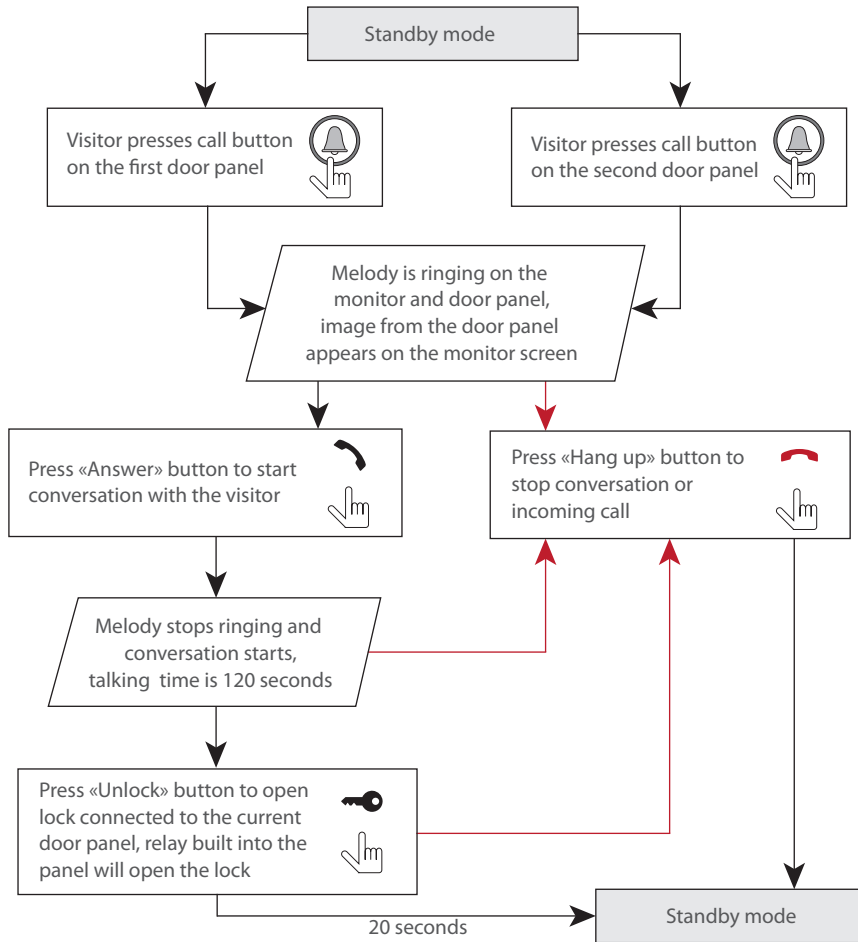 Standby mode
Visitor presses call button
on the first door panel
Visitor presses call button
on the second door panel
Melody is ringing on the
monitor and door panel,
image from the door panel
appears on the monitor screen
Press «Answer» button to start
conversation with the visitor
Press «Hang up» button to
stop conversation or
incoming call
Melody stops ringing and
conversation starts,
talking time is 120 seconds
Press «Unlock» button to open
lock connected to the current
door panel, relay built into the
panel will open the lock
20 seconds
Standby mode